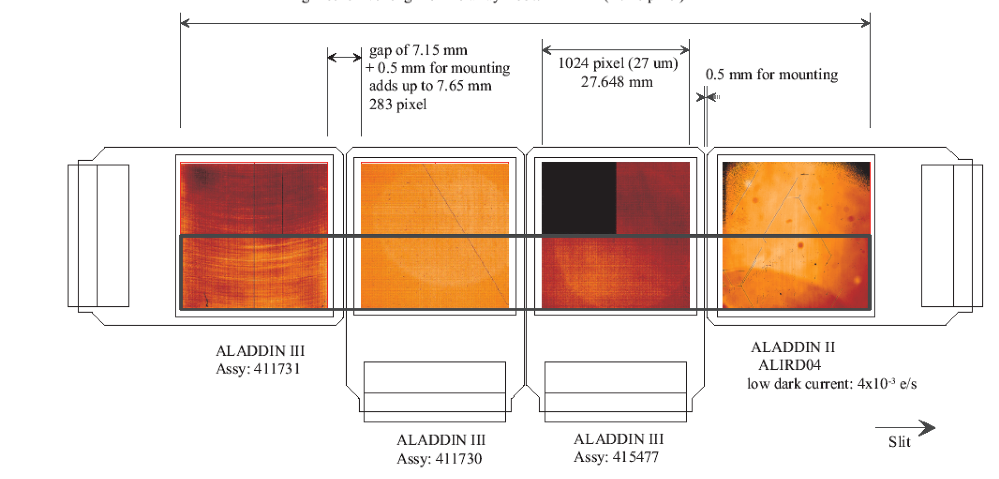 gap of 7.15 mm
+ 0.5 mm for mounting
adds up to 7.65 mm
283 pixel
1024 pixel (27 um)
27.648 mm
0.5 mm for mounting
ALADDIN III
Assy: 411731
ALADDIN II
ALIRD04
low dark current: 4x10⁻³ e/s
Slit
ALADDIN III
Assy: 411730
ALADDIN III
Assy: 415477